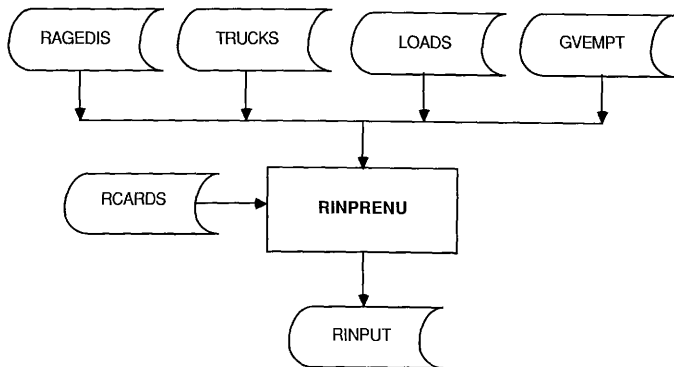 RAGEDIS
TRUCKS
LOADS
GVEMPT
RCARDS
RINPRENU
RINPUT